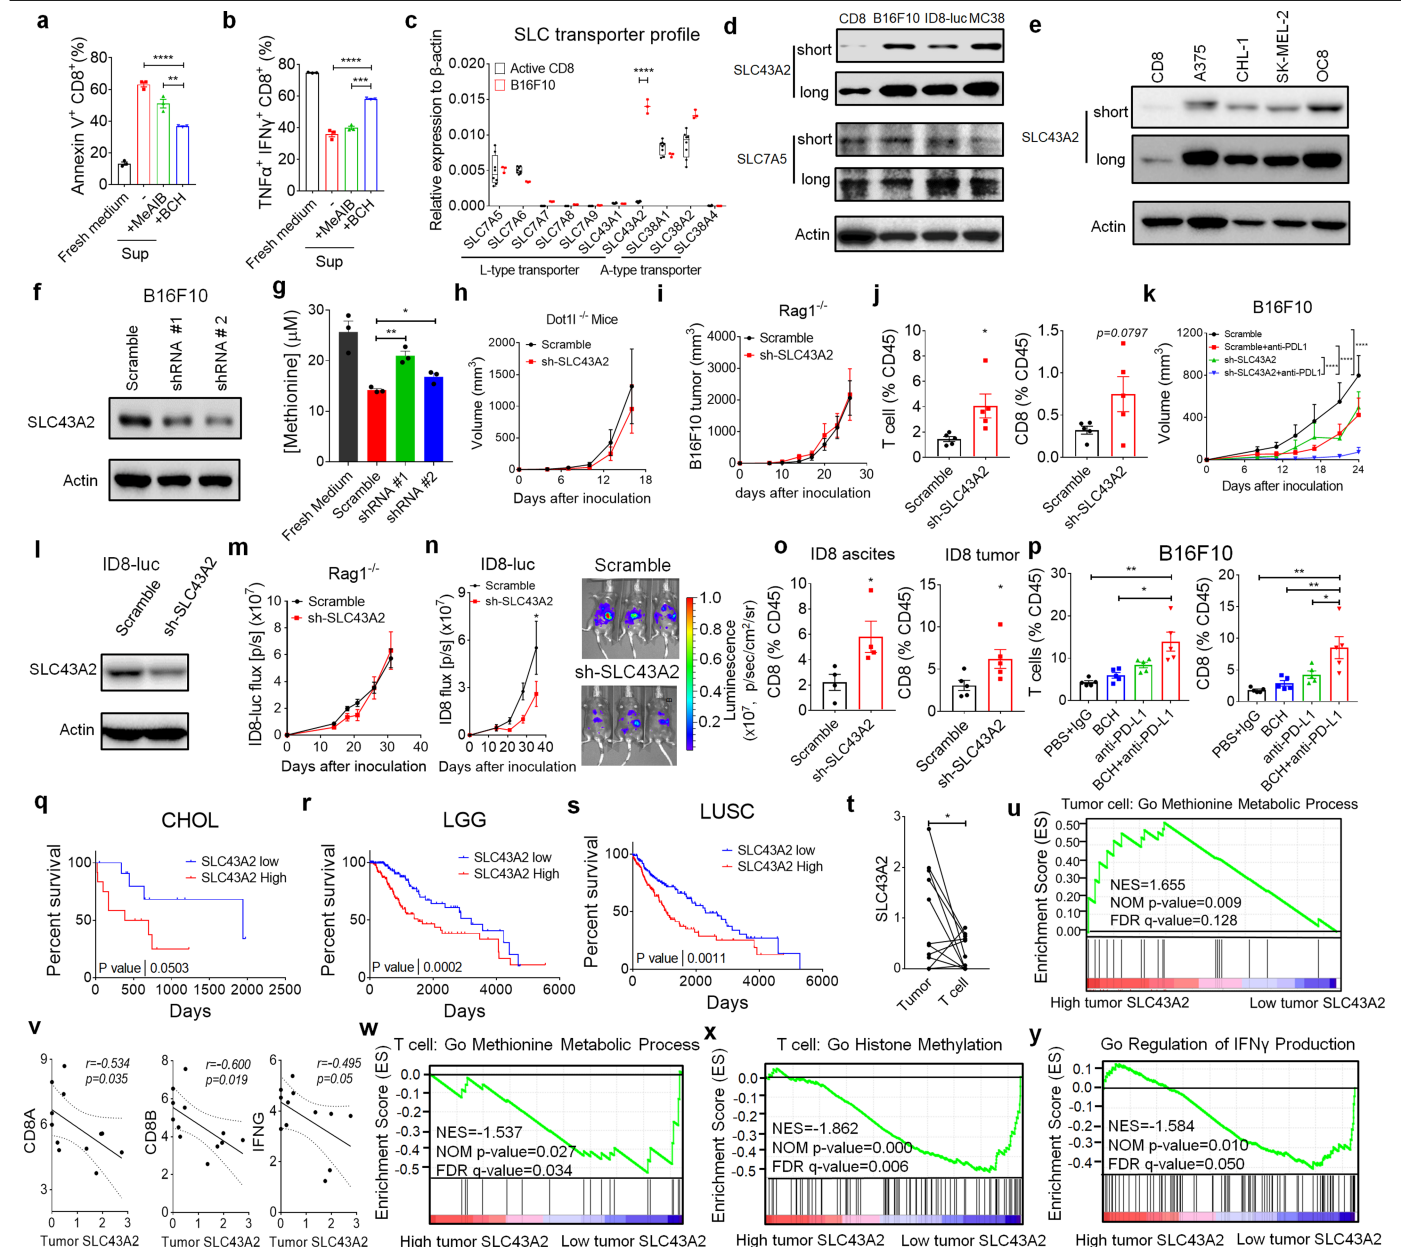 a
Annexin V+ CD8+(%)
80
60
40
20
0
****
**
Fresh medium
-
+MeAIB
+BCH
Sup
b
TNFα+ IFNγ+ CD8+(%)
80
60
40
20
0
****
***
Fresh medium
-
+MeAIB
+BCH
Sup
c
SLC transporter profile
Relative expression to β-actin
Active CD8
B16F10
****
0.020
0.015
0.010
0.005
0.000
SLC7A5
SLC7A6
SLC7A7
SLC7A8
SLC7A9
SLC43A1
SLC43A2
SLC38A1
SLC38A2
SLC38A4
L-type transporter
A-type transporter
d
CD8 B16F10 ID8-luc MC38
short
SLC43A2
long
short
SLC7A5
long
Actin
e
CD8
A375
CHL-1
SK-MEL-2
OC8
short
SLC43A2
long
Actin
f
B16F10
Scramble
shRNA #1
shRNA # 2
SLC43A2
Actin
g
[Methionine] (μM)
30
20
10
0
*
**
Fresh Medium
Scramble
shRNA #1
shRNA #2
h
Dot1l -/- Mice
Scramble
sh-SLC43A2
Volume (mm3)
2000
1500
1000
500
0
0 6 12 18
Days after inoculation
i
Rag1-/-
Scramble
sh-SLC43A2
B16F10 tumor (mm3)
4000
3000
2000
1000
0
0 10 20 30
days after inoculation
j
T cell (% CD45)
10
8
6
4
2
0
*
Scramble
sh-SLC43A2
CD8 (% CD45)
1.5
1.0
0.5
0.0
p=0.0797
Scramble
sh-SLC43A2
k
B16F10
Scramble
Scramble+anti-PDL1
sh-SLC43A2
sh-SLC43A2+anti-PDL1
****
****
****
Volume (mm3)
1200
800
400
0
0 6 12 18 24
Days after inoculation
l
ID8-luc
Scramble
sh-SLC43A2
SLC43A2
Actin
m
Rag1-/-
Scramble
sh-SLC43A2
ID8-luc flux [p/s] (x107)
10
8
6
4
2
0
0 10 20 30 40
Days after inoculation
n
ID8-luc
Scramble
sh-SLC43A2
*
ID8 flux [p/s] (x107)
9
6
3
0
0 10 20 30 40
Days after inoculation
Scramble
sh-SLC43A2
1.0
0.8
0.6
0.4
0.2
Luminescence
(x107, p/sec/cm2/sr)
o
ID8 ascites
CD8 (% CD45)
10
8
6
4
2
0
*
Scramble
sh-SLC43A2
ID8 tumor
CD8 (% CD45)
15
10
5
0
*
Scramble
sh-SLC43A2
p
B16F10
T cells (% CD45)
30
20
10
0
**
*
PBS+IgG
BCH
anti-PD-L1
BCH+anti-PDL1
CD8 (% CD45)
20
15
10
5
0
**
**
*
PBS+IgG
BCH
anti-PDL1
BCH+anti-PDL1
q
CHOL
Percent survival
SLC43A2 low
SLC43A2 High
100
50
0
P value 0.0503
0 500 1000 1500 2000 2500
Days
r
LGG
Percent survival
SLC43A2 low
SLC43A2 High
100
50
0
P value 0.0002
0 2000 4000 6000
Days
s
LUSC
Percent survival
SLC43A2 low
SLC43A2 High
100
50
0
P value 0.0011
0 2000 4000 6000
Days
t
SLC43A2
3
2
1
0
*
Tumor
T cell
u
Tumor cell: Go Methionine Metabolic Process
Enrichment Score (ES)
0.50
0.40
0.30
0.20
0.10
0.00
NES=1.655
NOM p-value=0.009
FDR q-value=0.128
High tumor SLC43A2 Low tumor SLC43A2
v
CD8A
9
6
3
r=-0.534
p=0.035
0 1 2 3
Tumor SLC43A2
CD8B
8
6
4
2
0
r=-0.600
p=0.019
0 1 2 3
Tumor SLC43A2
IFNG
6
4
2
0
r=-0.495
p=0.05
0 1 2 3
Tumor SLC43A2
w
T cell: Go Methionine Metabolic Process
Enrichment Score (ES)
0.0
-0.1
-0.2
-0.3
-0.4
-0.5
NES=-1.537
NOM p-value=0.027
FDR q-value=0.034
High tumor SLC43A2 Low tumor SLC43A2
x
T cell: Go Histone Methylation
Enrichment Score (ES)
0.0
-0.1
-0.2
-0.3
-0.4
-0.5
NES=-1.862
NOM p-value=0.000
FDR q-value=0.006
High tumor SLC43A2 Low tumor SLC43A2
y
Go Regulation of IFNγ Production
Enrichment Score (ES)
0.1
0.0
-0.1
-0.2
-0.3
-0.4
NES=-1.584
NOM p-value=0.010
FDR q-value=0.050
High tumor SLC43A2 Low tumor SLC43A2